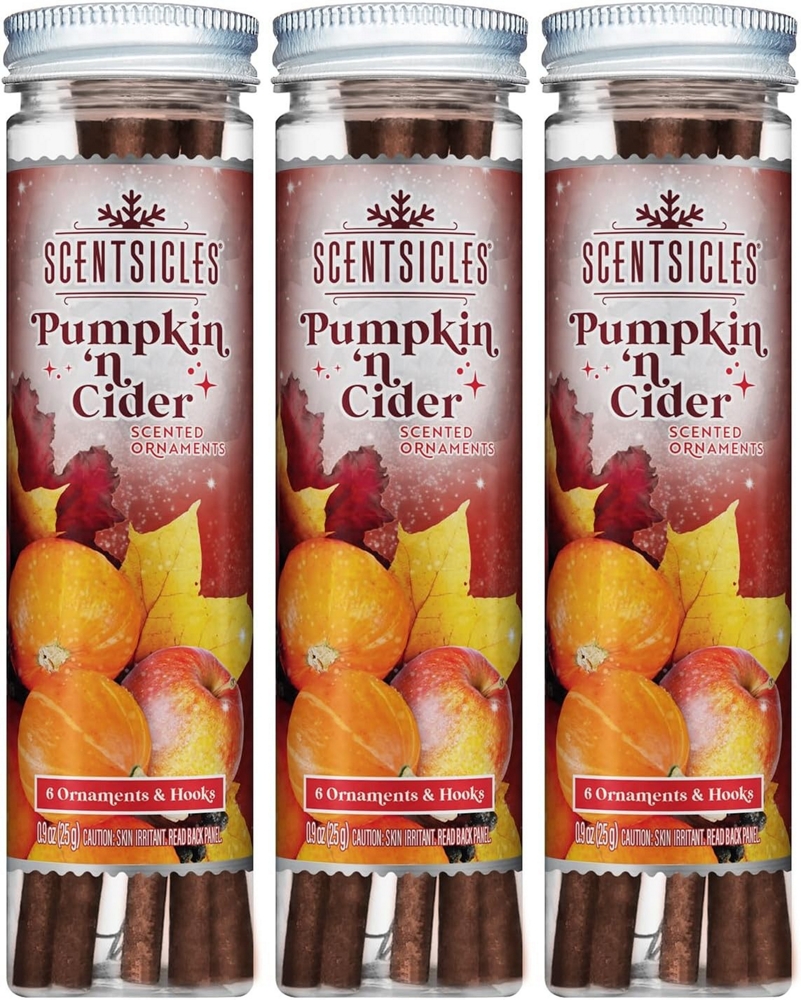 SCENTSICLES®
Pumpkin
'n
Cider
SCENTED
ORNAMENTS
6 Ornaments & Hooks
0.9 oz (25 g) CAUTION: SKIN IRRITANT. READ BACK PANEL.
SCENTSICLES®
Pumpkin
'n
Cider
SCENTED
ORNAMENTS
6 Ornaments & Hooks
0.9 oz (25 g) CAUTION: SKIN IRRITANT. READ BACK PANEL.
SCENTSICLES®
Pumpkin
'n
Cider
SCENTED
ORNAMENTS
6 Ornaments & Hooks
0.9 oz (25 g) CAUTION: SKIN IRRITANT. READ BACK PANEL.